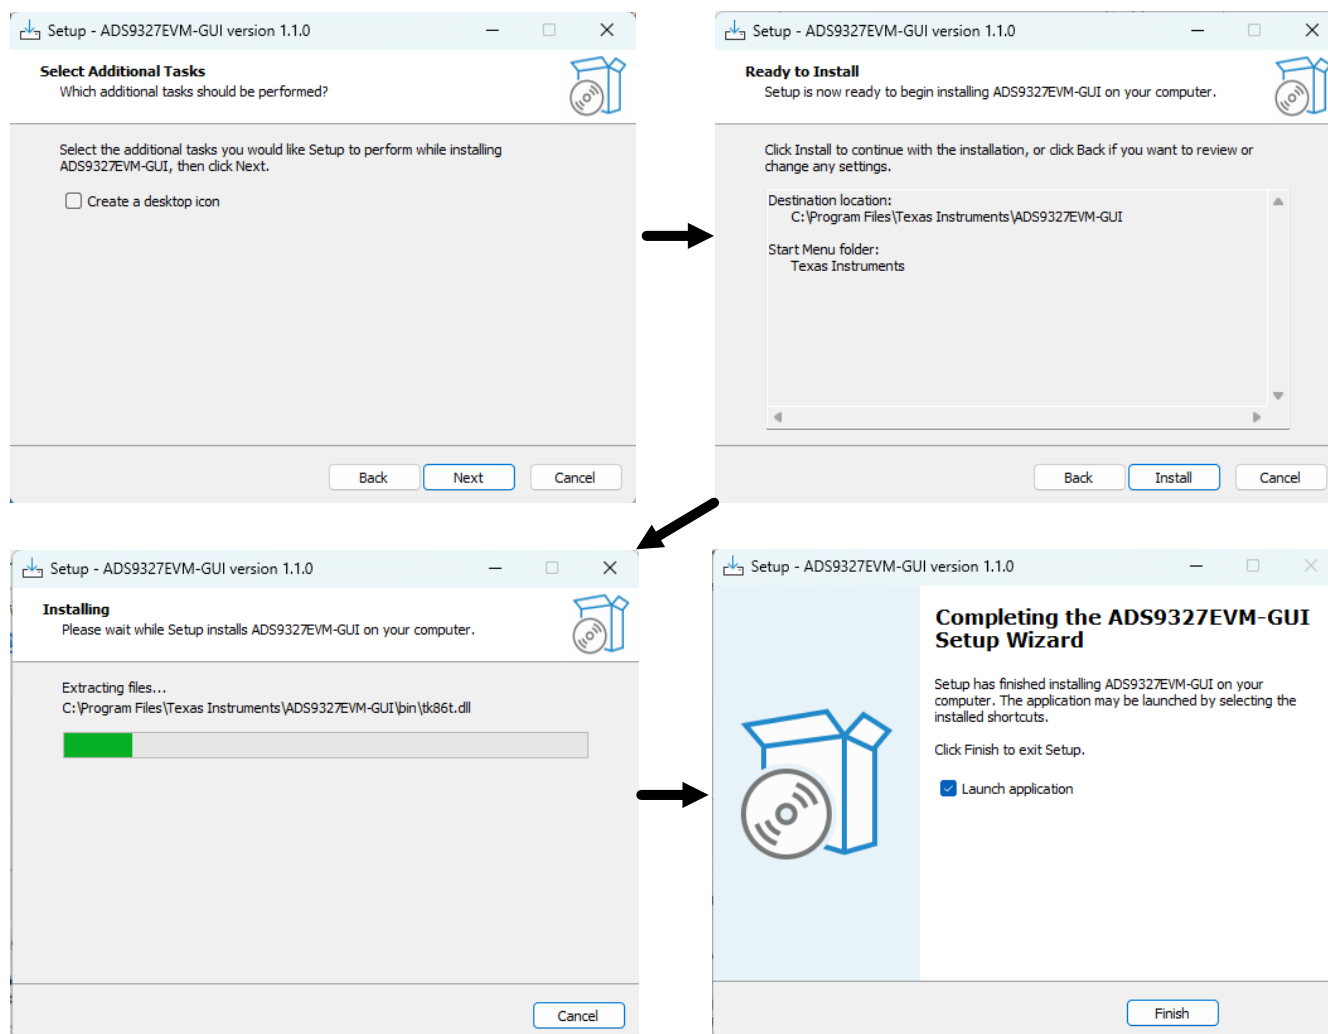 Setup - ADS9327EVM-GUI version 1.1.0
Select Additional Tasks
Which additional tasks should be performed?
Select the additional tasks you would like Setup to perform while installing
ADS9327EVM-GUI, then click Next.
Create a desktop icon
Back
Next
Cancel
Setup - ADS9327EVM-GUI version 1.1.0
Ready to Install
Setup is now ready to begin installing ADS9327EVM-GUI on your computer.
Click Install to continue with the installation, or click Back if you want to review or
change any settings.
Destination location:
C:\Program Files\Texas Instruments\ADS9327EVM-GUI
Start Menu folder:
Texas Instruments
Back
Install
Cancel
Setup - ADS9327EVM-GUI version 1.1.0
Installing
Please wait while Setup installs ADS9327EVM-GUI on your computer.
Extracting files...
C:\Program Files\Texas Instruments\ADS9327EVM-GUI\bin\tk86t.dll
Cancel
Setup - ADS9327EVM-GUI version 1.1.0
Completing the ADS9327EVM-GUI
Setup Wizard
Setup has finished installing ADS9327EVM-GUI on your
computer. The application may be launched by selecting the
installed shortcuts.
Click Finish to exit Setup.
Launch application
Finish